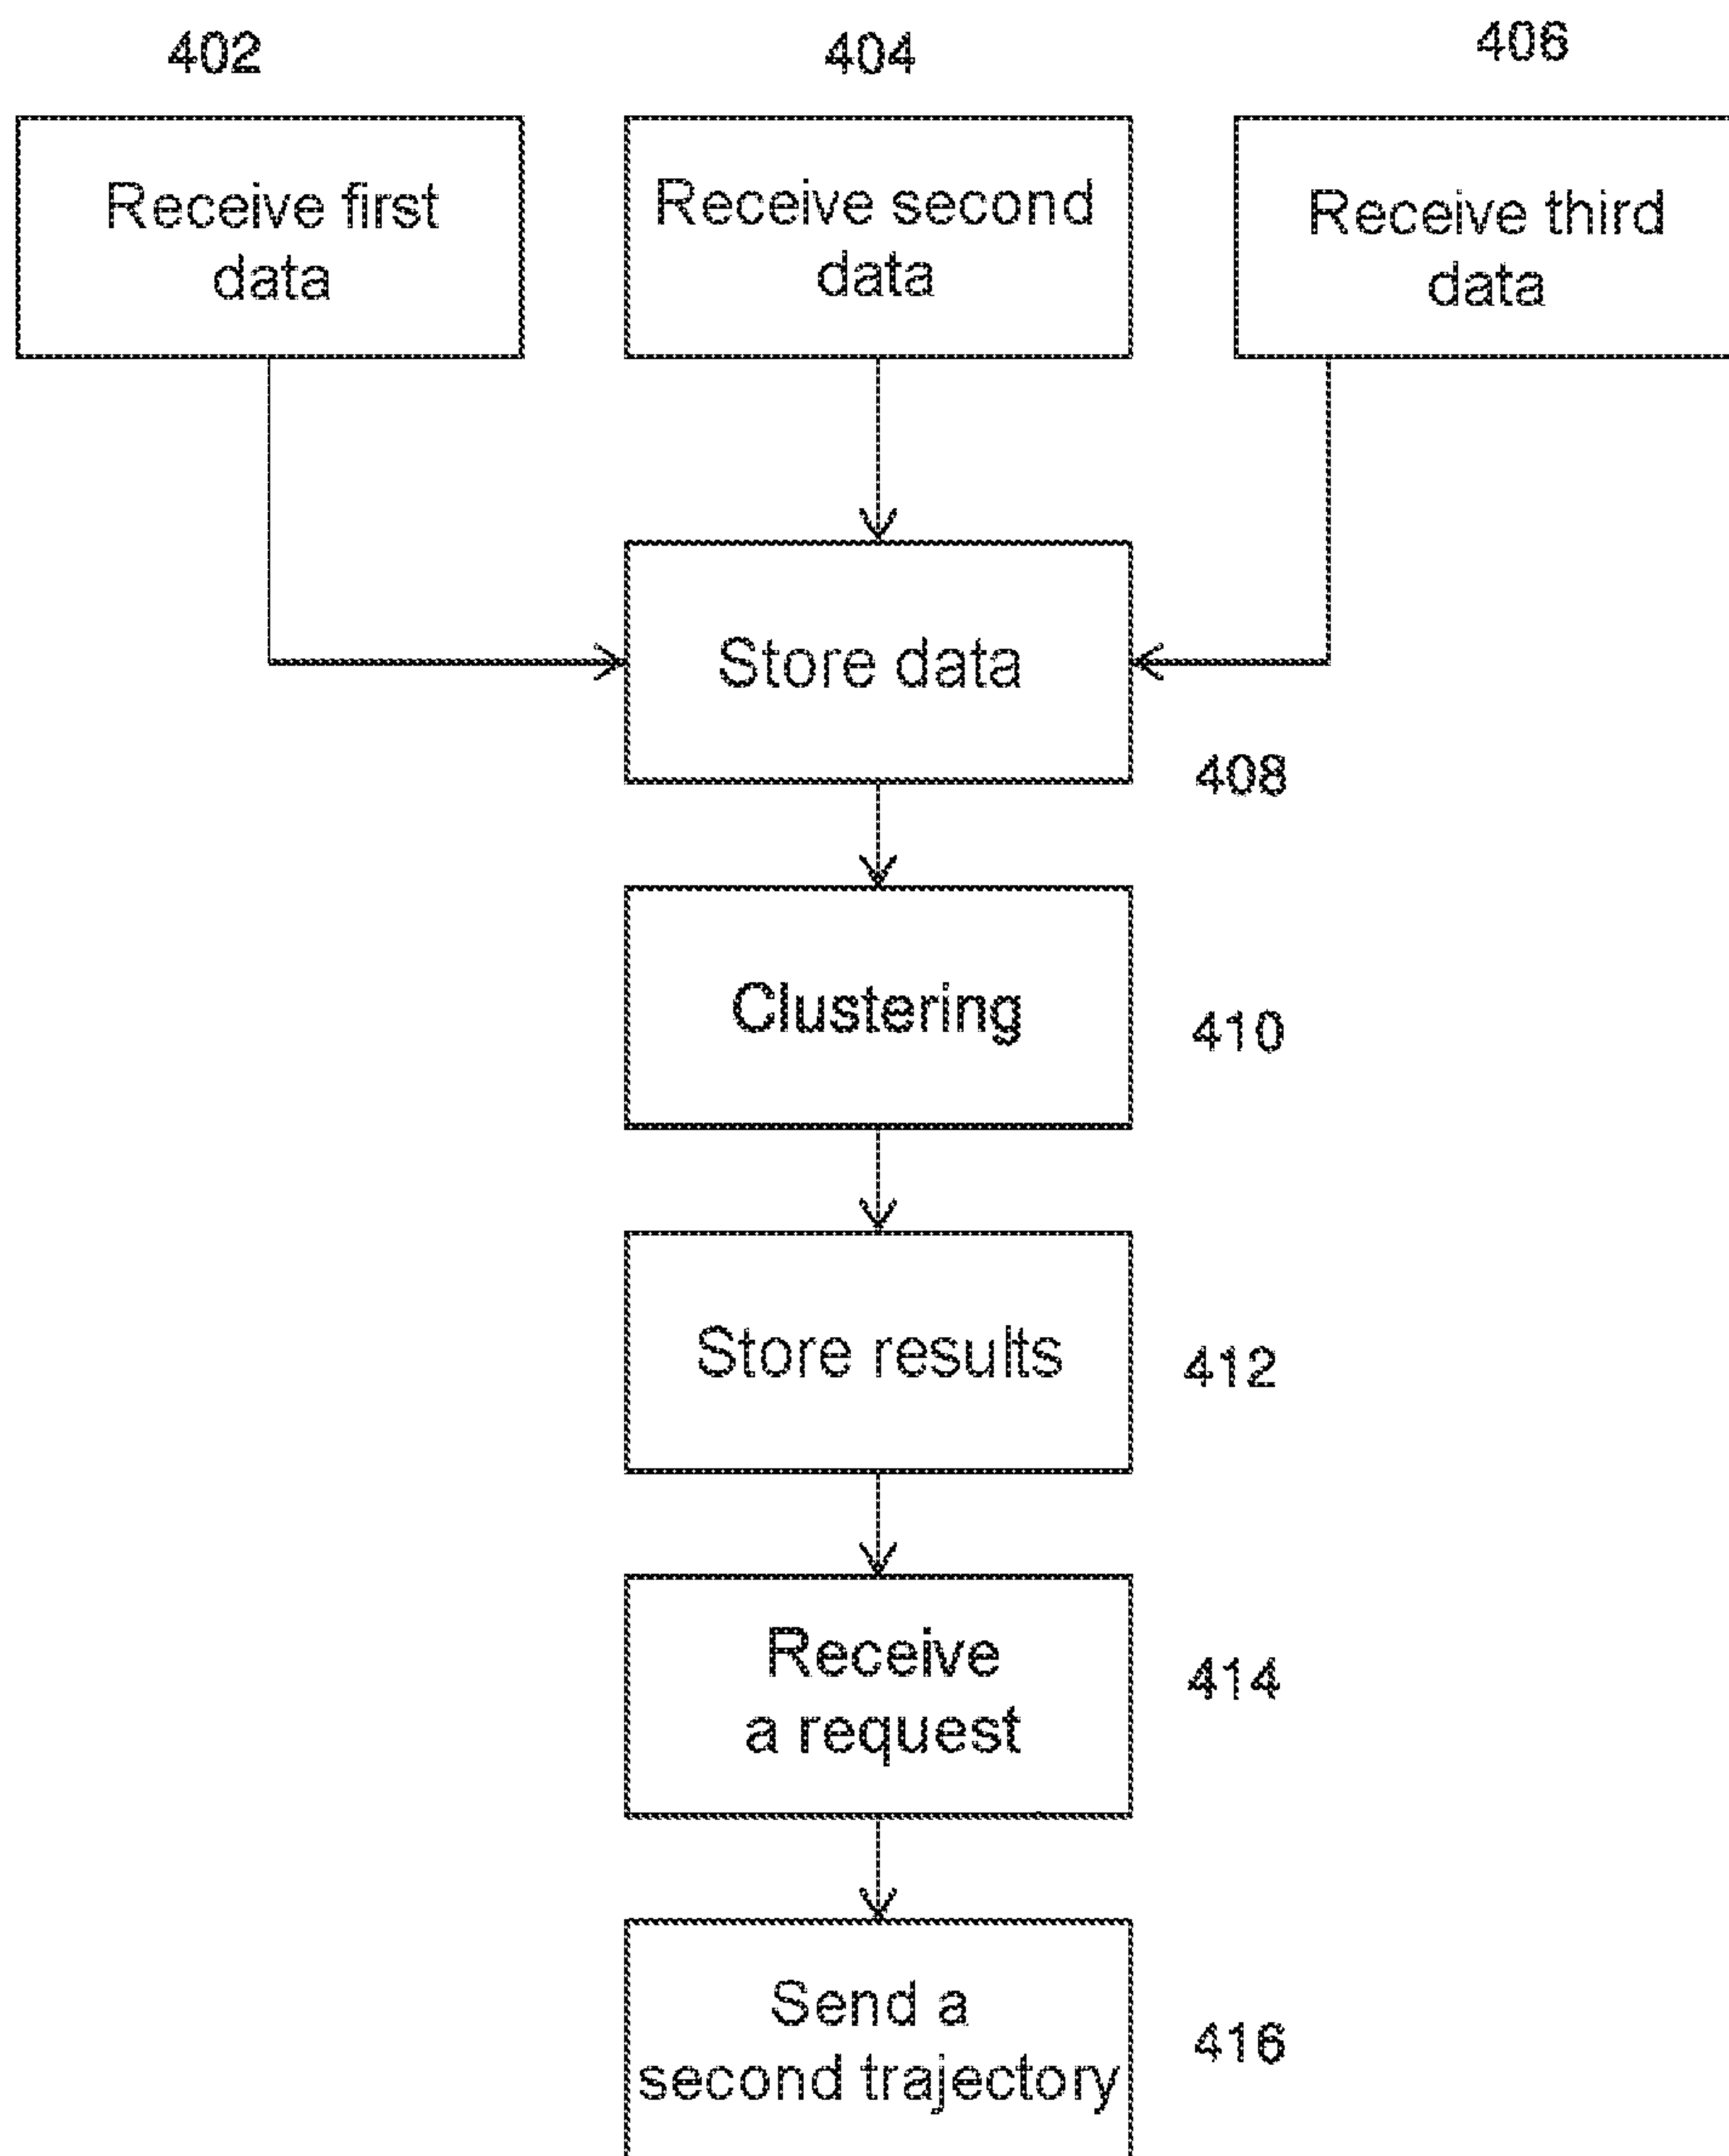 402
404
406
Receive first
data
Receive second
data
Receive third
data
Store data
408
Clustering
410
Store results
412
Receive
a request
414
Send a
second trajectory
416